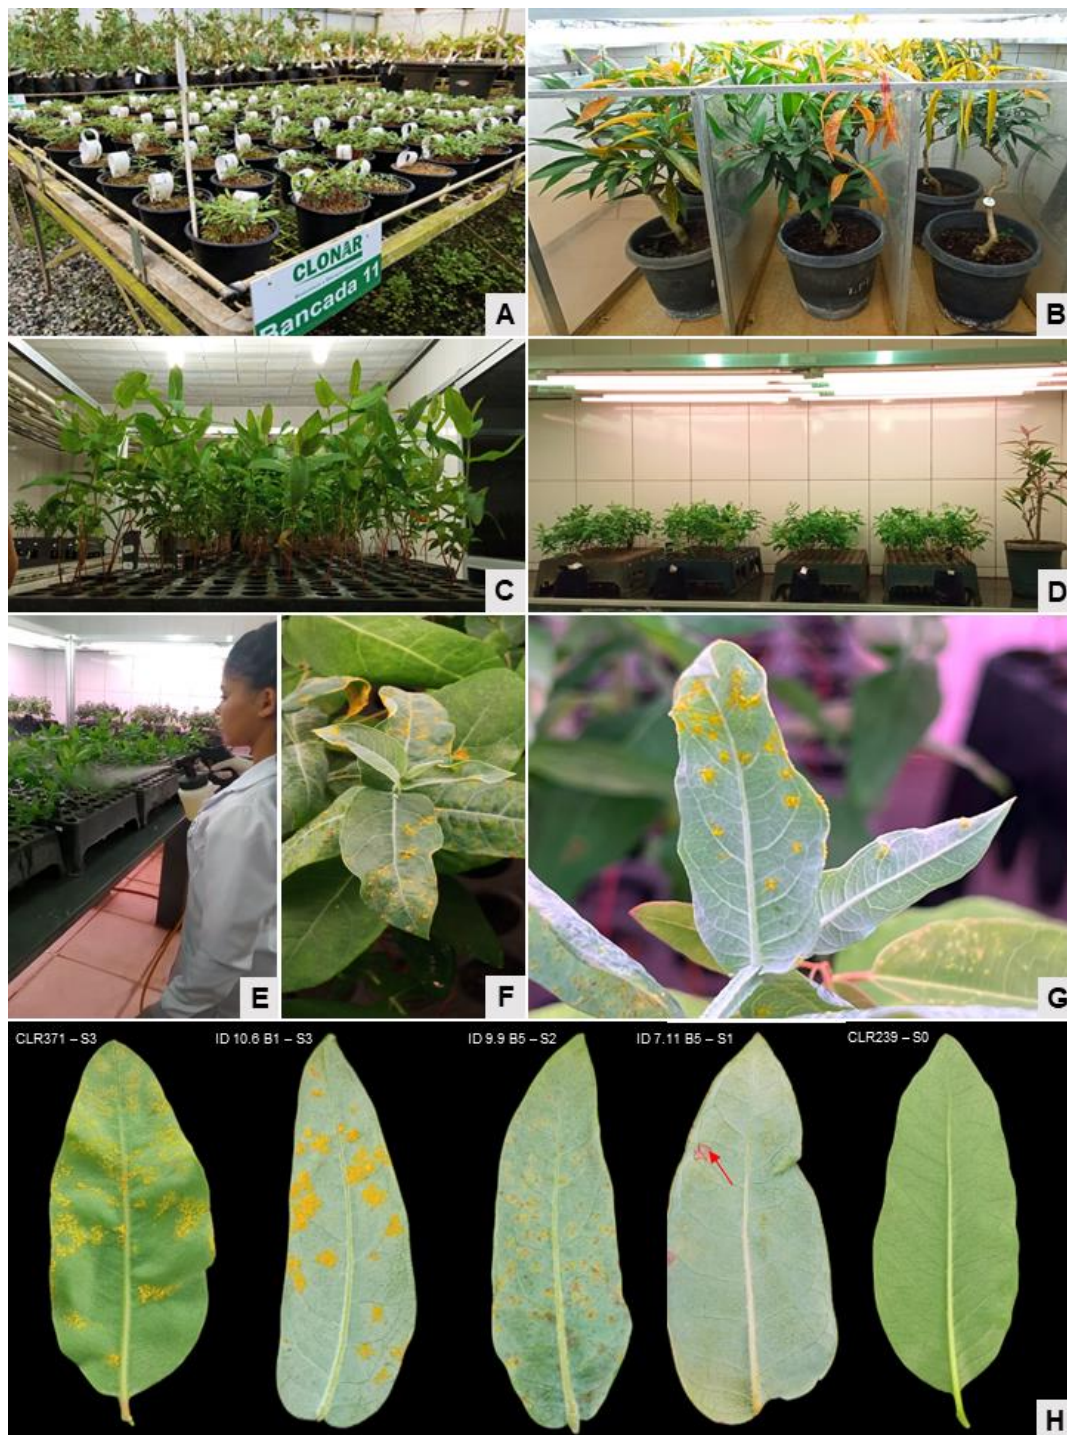 CLONAR
Bancada 11
A
B
C
D
E
F
G
CLR371 – S3
ID 10.6 B1 – S3
ID 9.9 B5 – S2
ID 7.11 B5 – S1
CLR239 – S0
H